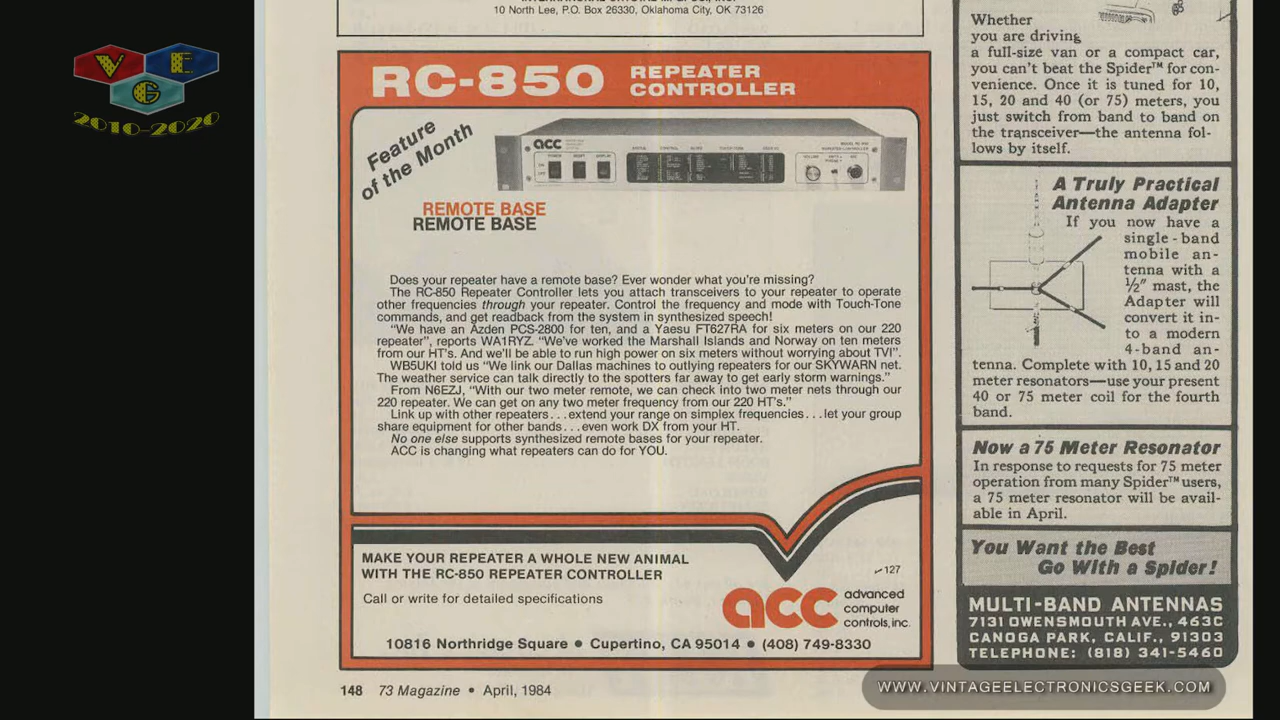 V E
G
2010-2020
10 North Lee, P.O. Box 26330, Oklahoma City, OK 73126
RC-850 REPEATER
CONTROLLER
Feature
of the Month
acc
REMOTE BASE
REMOTE BASE
Does your repeater have a remote base? Ever wonder what you're missing?
The RC-850 Repeater Controller lets you attach transceivers to your repeater to operate
other frequencies through your repeater. Control the frequency and mode with Touch-Tone
commands, and get readback from the system in synthesized speech!
“We have an Azden PCS-2800 for ten, and a Yaesu FT627RA for six meters on our 220
repeater”, reports WA1RYZ. “We've worked the Marshall Islands and Norway on ten meters
from our HT's. And we'll be able to run high power on six meters without worrying about TVI”.
WB5UKI told us “We link our Dallas machines to outlying repeaters for our SKYWARN net.
The weather service can talk directly to the spotters far away to get early storm warnings.”
From N6EZJ, “With our two meter remote, we can check into two meter nets through our
220 repeater. We can get on any two meter frequency from our 220 HT's.”
Link up with other repeaters...extend your range on simplex frequencies...let your group
share equipment for other bands...even work DX from your HT.
No one else supports synthesized remote bases for your repeater.
ACC is changing what repeaters can do for YOU.
MAKE YOUR REPEATER A WHOLE NEW ANIMAL
WITH THE RC-850 REPEATER CONTROLLER
127
Call or write for detailed specifications
acc advanced
computer
controls, inc.
10816 Northridge Square • Cupertino, CA 95014 • (408) 749-8330
148 73 Magazine • April, 1984
Whether
you are driving
a full-size van or a compact car,
you can't beat the Spider™ for con-
venience. Once it is tuned for 10,
15, 20 and 40 (or 75) meters, you
just switch from band to band on
the transceiver—the antenna fol-
lows by itself.
A Truly Practical
Antenna Adapter
If you now have a
single-band
mobile an-
tenna with a
½" mast, the
Adapter will
convert it in-
to a modern
4-band an-
tenna. Complete with 10, 15 and 20
meter resonators—use your present
40 or 75 meter coil for the fourth
band.
Now a 75 Meter Resonator
In response to requests for 75 meter
operation from many Spider™ users,
a 75 meter resonator will be avail-
able in April.
You Want the Best
Go With a Spider!
MULTI-BAND ANTENNAS
7131 OWENSMOUTH AVE., 463C
CANOGA PARK, CALIF., 91303
TELEPHONE: (818) 341-5460
WWW.VINTAGEELECTRONICSGEEK.COM